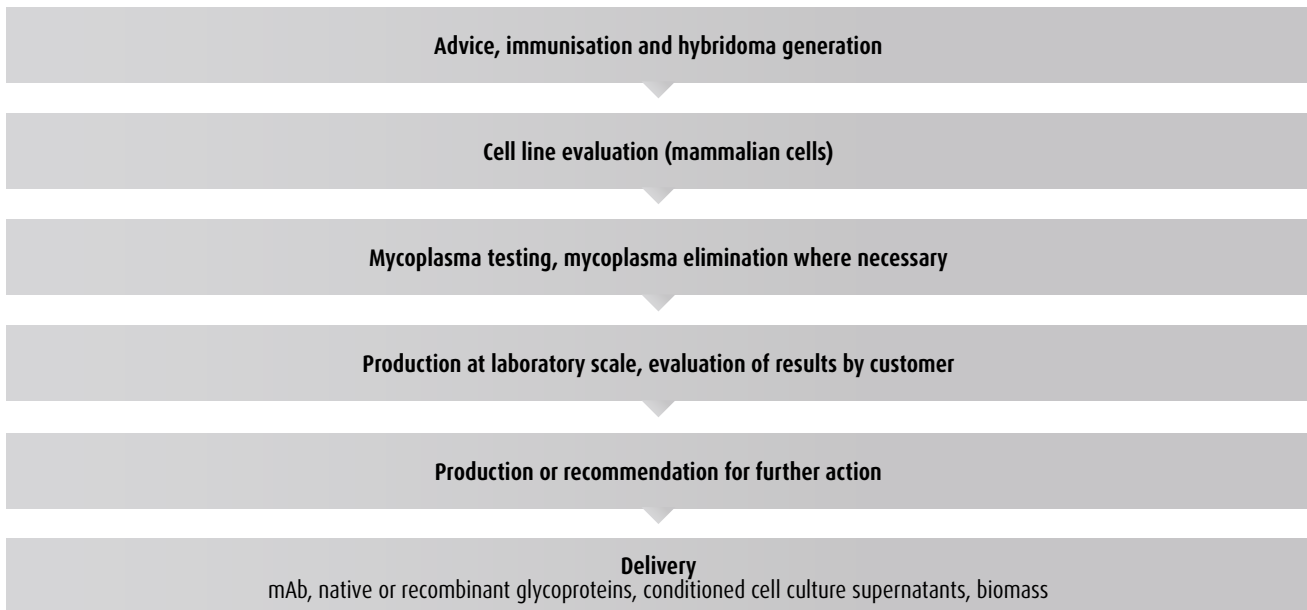 Advice, immunisation and hybridoma generation
Cell line evaluation (mammalian cells)
Mycoplasma testing, mycoplasma elimination where necessary
Production at laboratory scale, evaluation of results by customer
Production or recommendation for further action
Delivery
mAb, native or recombinant glycoproteins, conditioned cell culture supernatants, biomass